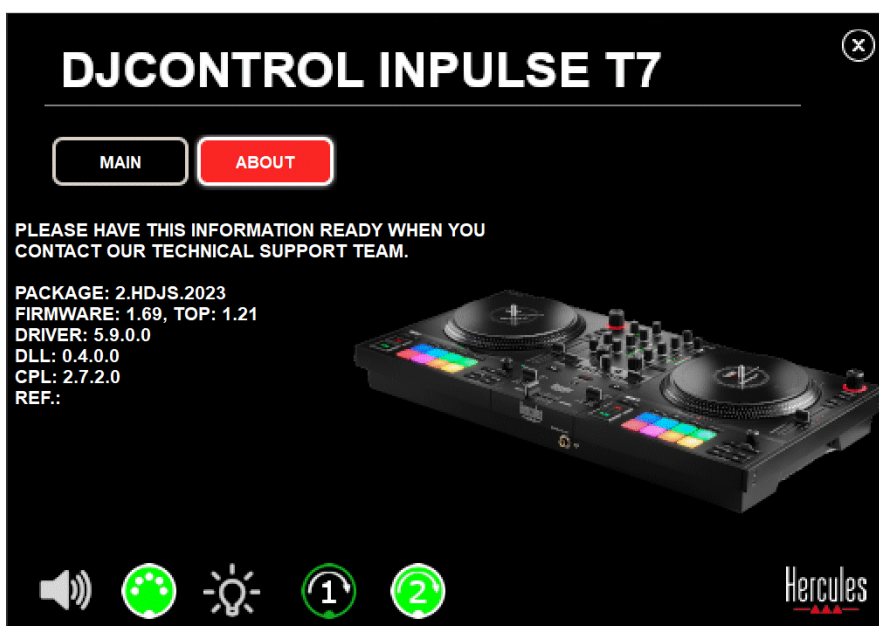 DJCONTROL INPULSE T7
MAIN
ABOUT
PLEASE HAVE THIS INFORMATION READY WHEN YOU
CONTACT OUR TECHNICAL SUPPORT TEAM.
PACKAGE: 2.HDJS.2023
FIRMWARE: 1.69, TOP: 1.21
DRIVER: 5.9.0.0
DLL: 0.4.0.0
CPL: 2.7.2.0
REF.:
1
2
Hercules